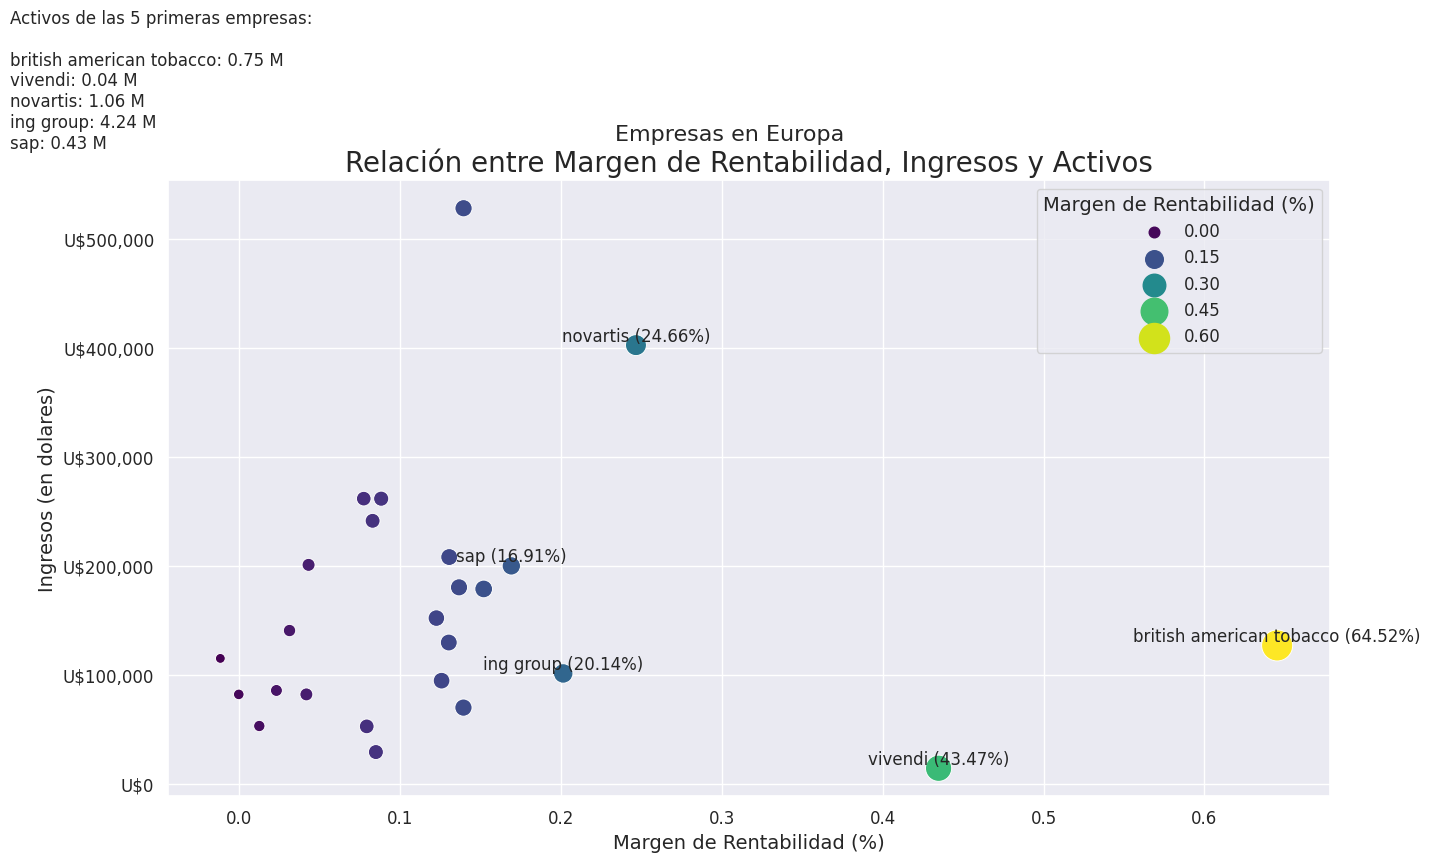 Activos de las 5 primeras empresas:
british american tobacco: 0.75 M
vivendi: 0.04 M
novartis: 1.06 M
ing group: 4.24 M
sap: 0.43 M
Empresas en Europa
Relación entre Margen de Rentabilidad, Ingresos y Activos
Margen de Rentabilidad (%)
0.00
0.15
0.30
0.45
0.60
Ingresos (en dolares)
U$500,000
U$400,000
U$300,000
U$200,000
U$100,000
U$0
novartis (24.66%)
sap (16.91%)
british american tobacco (64.52%)
ing group (20.14%)
vivendi (43.47%)
0.0
0.1
0.2
0.3
0.4
0.5
0.6
Margen de Rentabilidad (%)